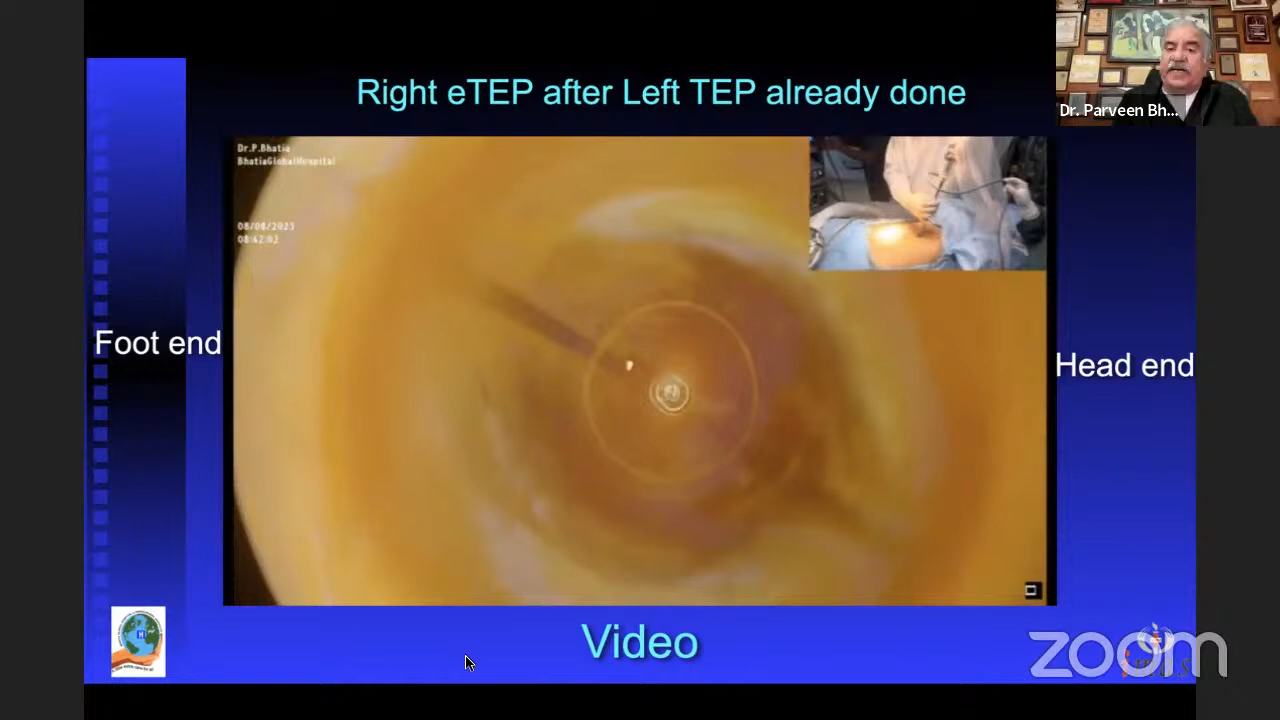 Right eTEP after Left TEP already done
Dr. Parveen Bh...
Dr.P.Bhatia
BhatiaGlobalHospital
08/08/2023
08:42:02
Foot end
Head end
Video
zoom